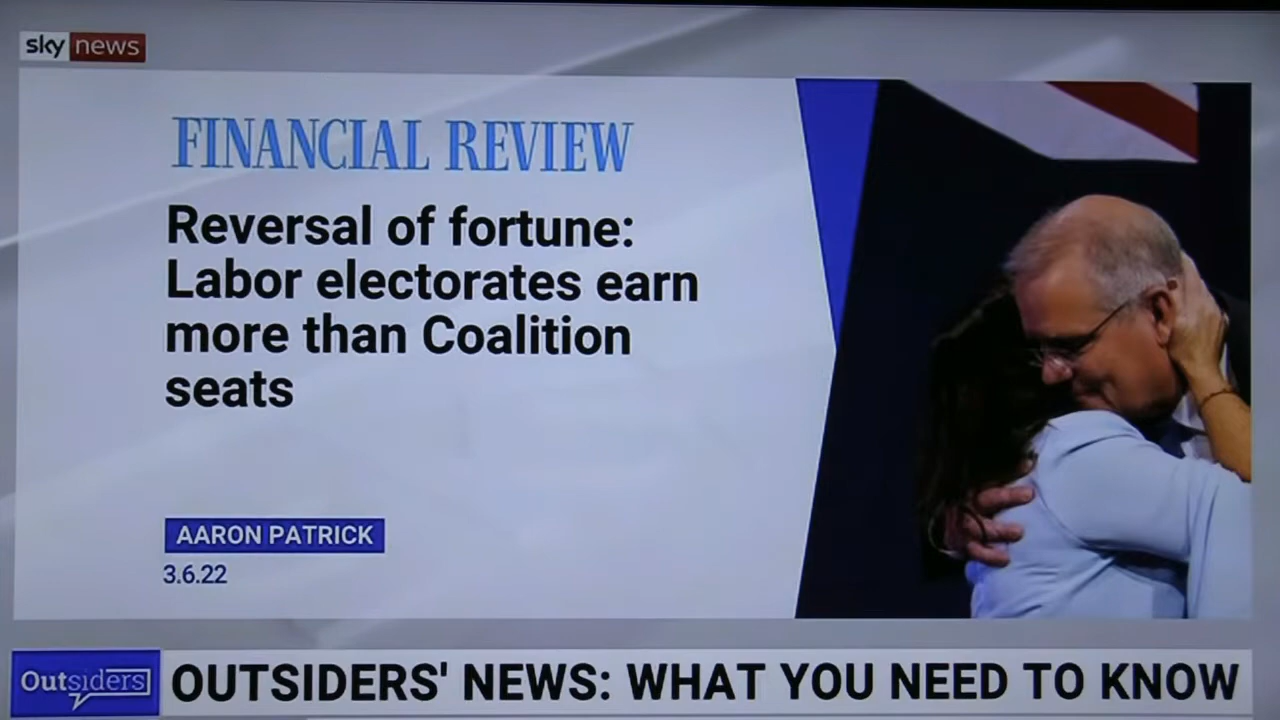 sky news
FINANCIAL REVIEW
Reversal of fortune:
Labor electorates earn
more than Coalition
seats
AARON PATRICK
3.6.22
Outsiders
OUTSIDERS' NEWS: WHAT YOU NEED TO KNOW